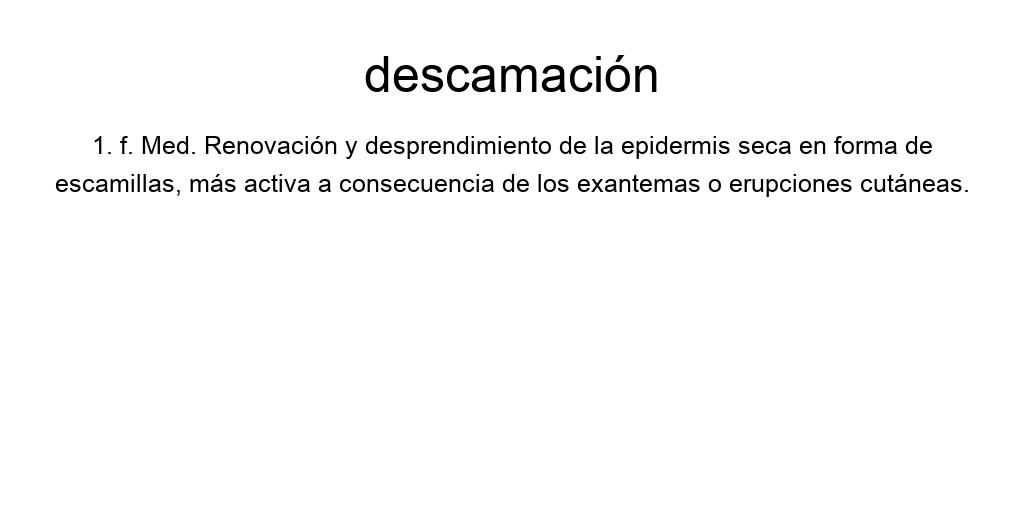 descamación
1. f. Med. Renovación y desprendimiento de la epidermis seca en forma de
escamillas, más activa a consecuencia de los exantemas o erupciones cutáneas.